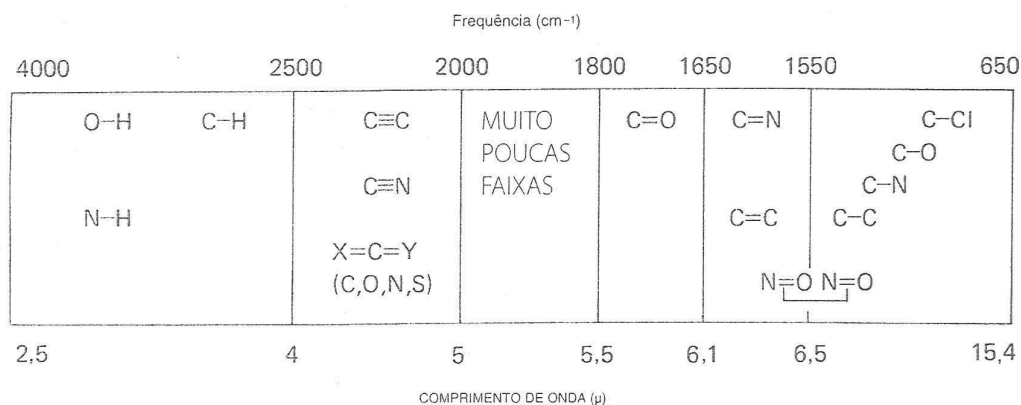 Frequência (cm⁻¹)
4000 2500 2000 1800 1650 1550 650
O–H C–H C≡C MUITO C=O C=N C–Cl
POUCAS C–O
C≡N FAIXAS C–N
N–H C=C C–C
X=C=Y
(C,O,N,S) N=O N=O
2,5 4 5 5,5 6,1 6,5 15,4
COMPRIMENTO DE ONDA (µ)